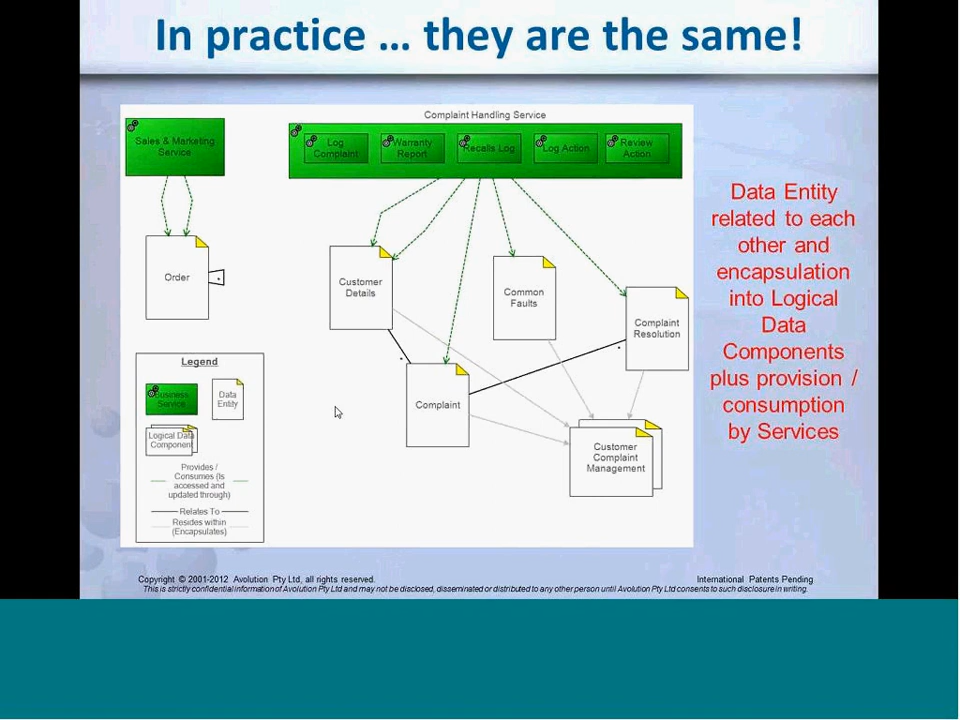 In practice … they are the same!
Complaint Handling Service
Sales & Marketing
Service
Log
Complaint
Warranty
Report
Recalls Log
Log Action
Review
Action
Order
Customer
Details
Common
Faults
Complaint
Resolution
Complaint
Customer
Complaint
Management
Legend
Business
Service
Data
Entity
Logical Data
Component
Provides /
Consumes (Is
accessed and
updated through)
Relates To
Resides within
(Encapsulates)
Data Entity
related to each
other and
encapsulation
into Logical
Data
Components
plus provision /
consumption
by Services
Copyright © 2001-2012 Avolution Pty Ltd, all rights reserved.
International Patents Pending
This is strictly confidential information of Avolution Pty Ltd and may not be disclosed, disseminated or distributed to any other person until Avolution Pty Ltd consents to such disclosure in writing.